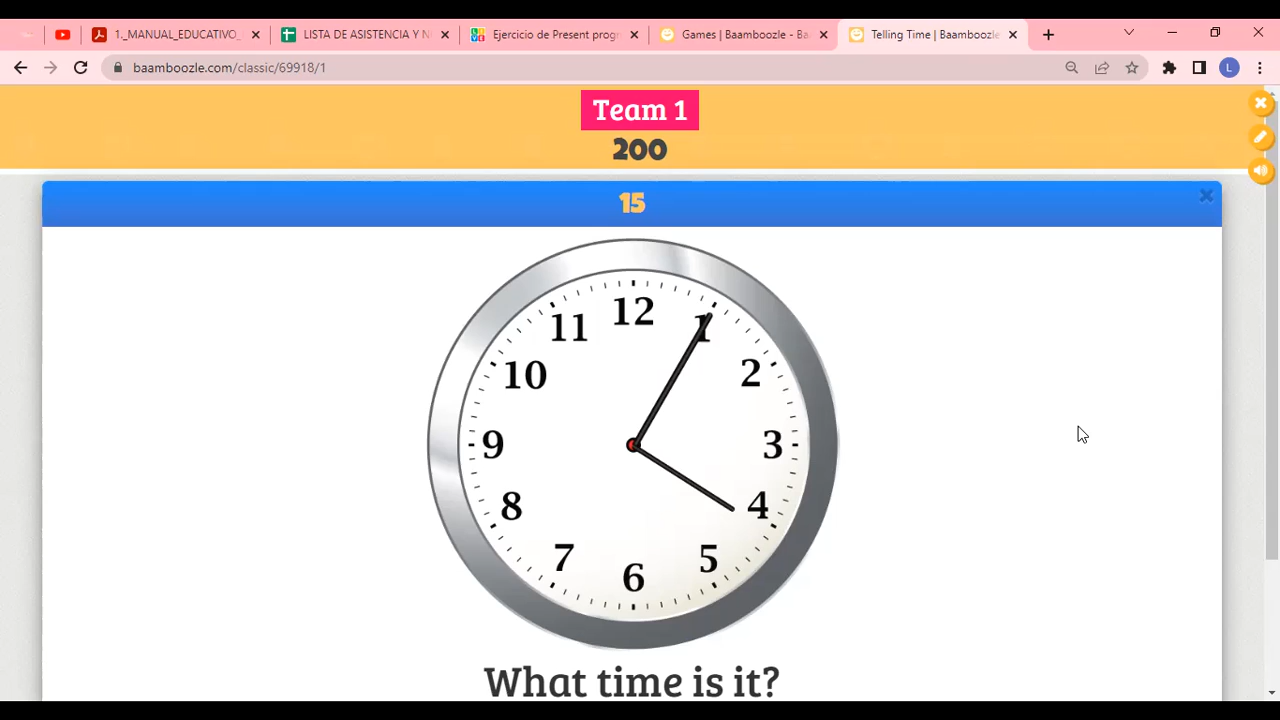 1._MANUAL_EDUCATIVO_
LISTA DE ASISTENCIA Y N
Ejercicio de Present progr
Games | Baamboozle - Ba
Telling Time | Baamboozle
baamboozle.com/classic/69918/1
L
Team 1
200
15
12
11
1
10
2
9
3
8
4
7
5
6
What time is it?